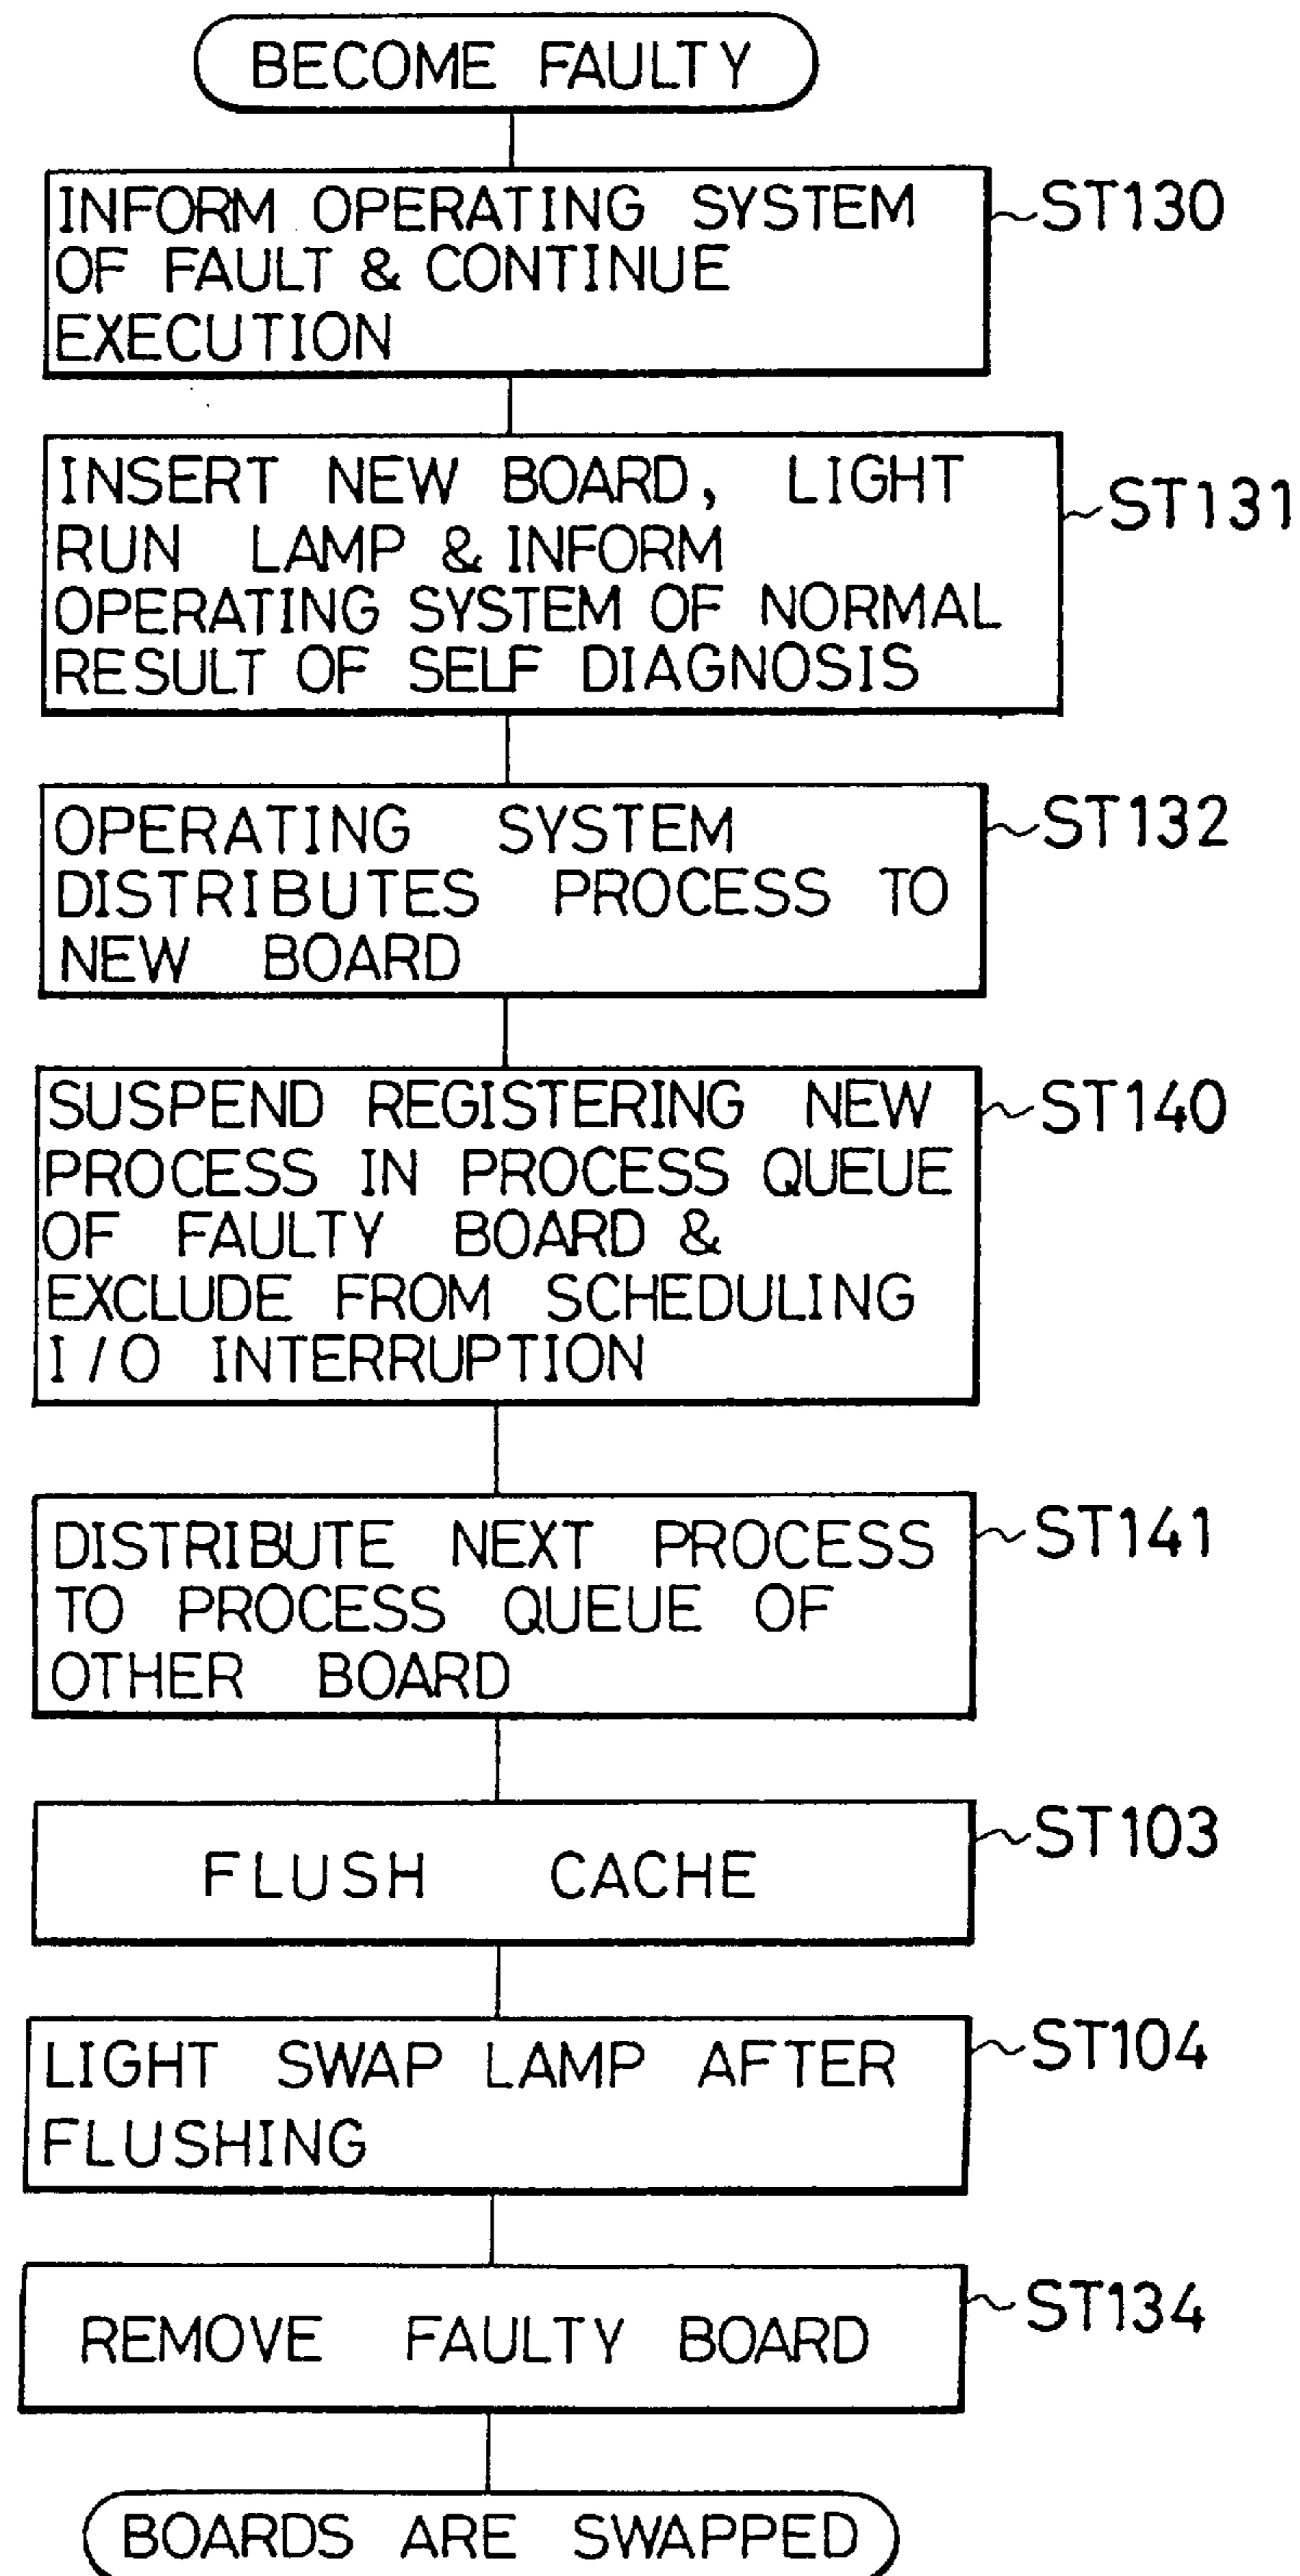 BECOME FAULTY
INFORM OPERATING SYSTEM
OF FAULT & CONTINUE
EXECUTION
ST130
INSERT NEW BOARD, LIGHT
RUN LAMP & INFORM
OPERATING SYSTEM OF NORMAL
RESULT OF SELF DIAGNOSIS
ST131
OPERATING SYSTEM
DISTRIBUTES PROCESS TO
NEW BOARD
ST132
SUSPEND REGISTERING NEW
PROCESS IN PROCESS QUEUE
OF FAULTY BOARD &
EXCLUDE FROM SCHEDULING
I/O INTERRUPTION
ST140
DISTRIBUTE NEXT PROCESS
TO PROCESS QUEUE OF
OTHER BOARD
ST141
FLUSH CACHE
ST103
LIGHT SWAP LAMP AFTER
FLUSHING
ST104
REMOVE FAULTY BOARD
ST134
BOARDS ARE SWAPPED